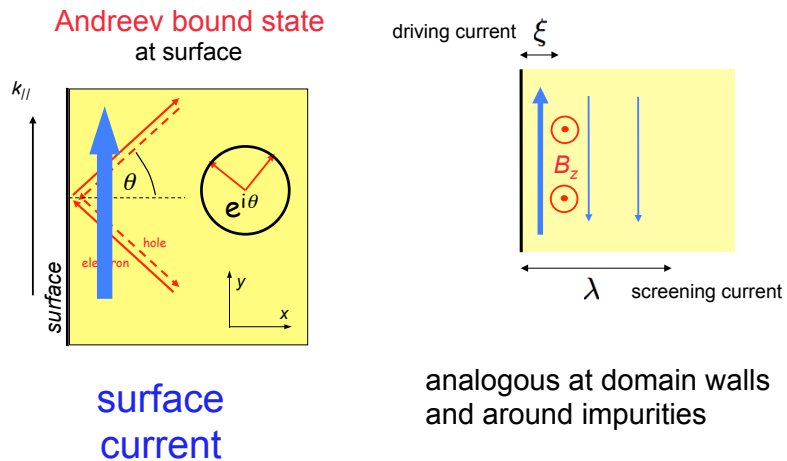 Andreev bound state
at surface
k//
θ
e^iθ
hole
electron
y
x
surface
surface
current
driving current
ξ
B_z
λ
screening current
analogous at domain walls
and around impurities